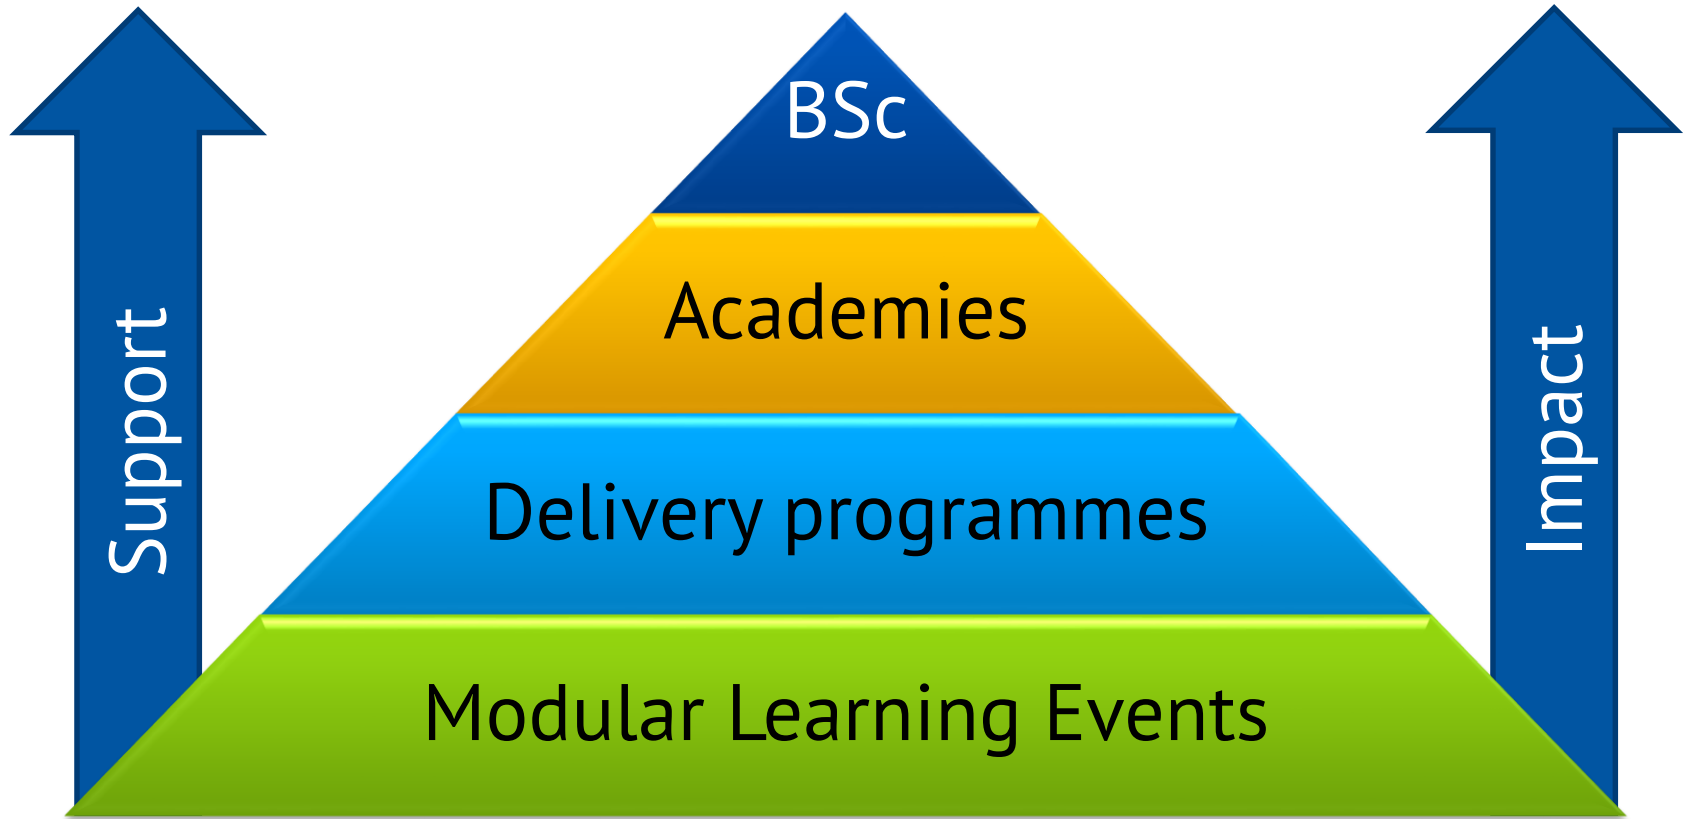 BSc
Academies
Delivery programmes
Modular Learning Events
Support
Impact